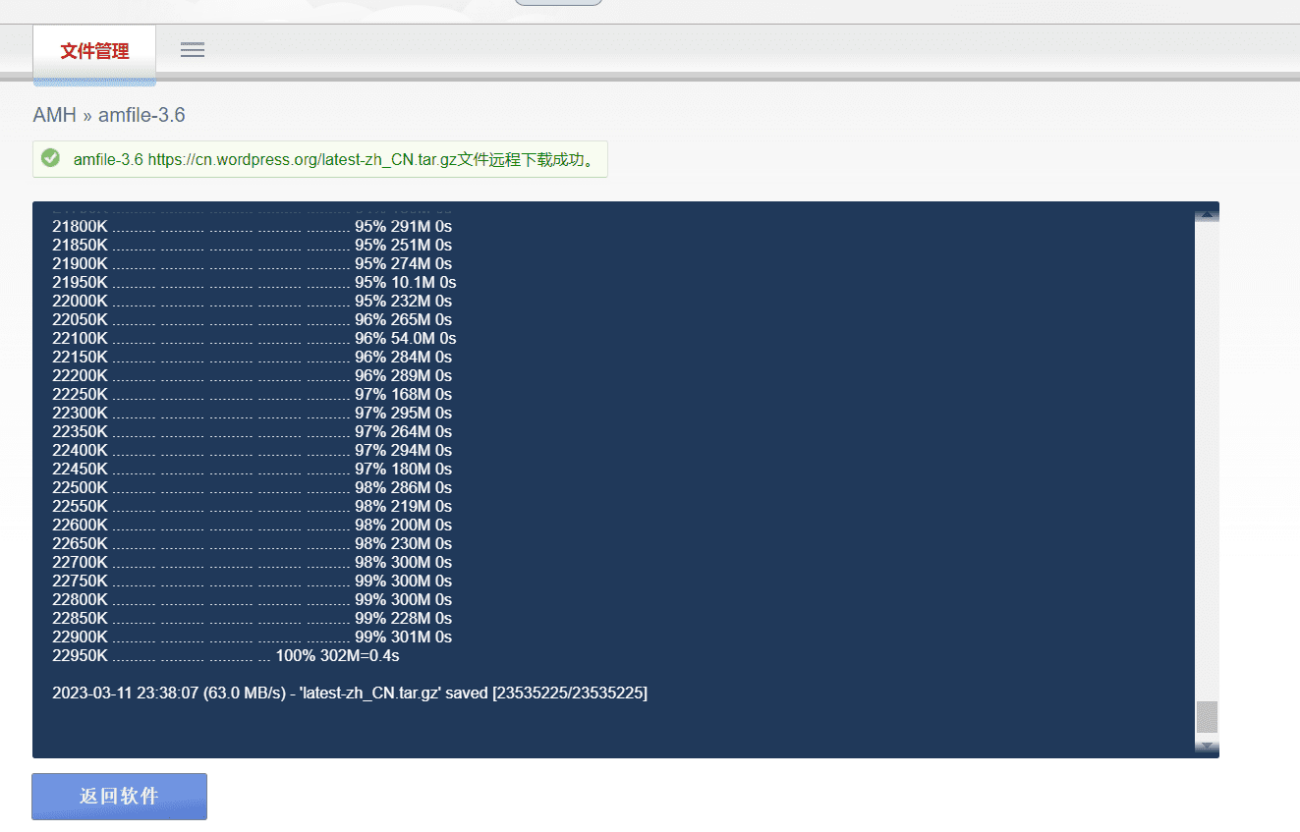 文件管理
AMH » amfile-3.6
amfile-3.6 https://cn.wordpress.org/latest-zh_CN.tar.gz文件远程下载成功。
21800K .......... .......... .......... .......... .......... 95% 291M 0s
21850K .......... .......... .......... .......... .......... 95% 251M 0s
21900K .......... .......... .......... .......... .......... 95% 274M 0s
21950K .......... .......... .......... .......... .......... 95% 10.1M 0s
22000K .......... .......... .......... .......... .......... 95% 232M 0s
22050K .......... .......... .......... .......... .......... 96% 265M 0s
22100K .......... .......... .......... .......... .......... 96% 54.0M 0s
22150K .......... .......... .......... .......... .......... 96% 284M 0s
22200K .......... .......... .......... .......... .......... 96% 289M 0s
22250K .......... .......... .......... .......... .......... 97% 168M 0s
22300K .......... .......... .......... .......... .......... 97% 295M 0s
22350K .......... .......... .......... .......... .......... 97% 264M 0s
22400K .......... .......... .......... .......... .......... 97% 294M 0s
22450K .......... .......... .......... .......... .......... 97% 180M 0s
22500K .......... .......... .......... .......... .......... 98% 286M 0s
22550K .......... .......... .......... .......... .......... 98% 219M 0s
22600K .......... .......... .......... .......... .......... 98% 200M 0s
22650K .......... .......... .......... .......... .......... 98% 230M 0s
22700K .......... .......... .......... .......... .......... 98% 300M 0s
22750K .......... .......... .......... .......... .......... 99% 300M 0s
22800K .......... .......... .......... .......... .......... 99% 300M 0s
22850K .......... .......... .......... .......... .......... 99% 228M 0s
22900K .......... .......... .......... .......... .......... 99% 301M 0s
22950K .......... .......... .......... ... 100% 302M=0.4s
2023-03-11 23:38:07 (63.0 MB/s) - 'latest-zh_CN.tar.gz' saved [23535225/23535225]
返回软件